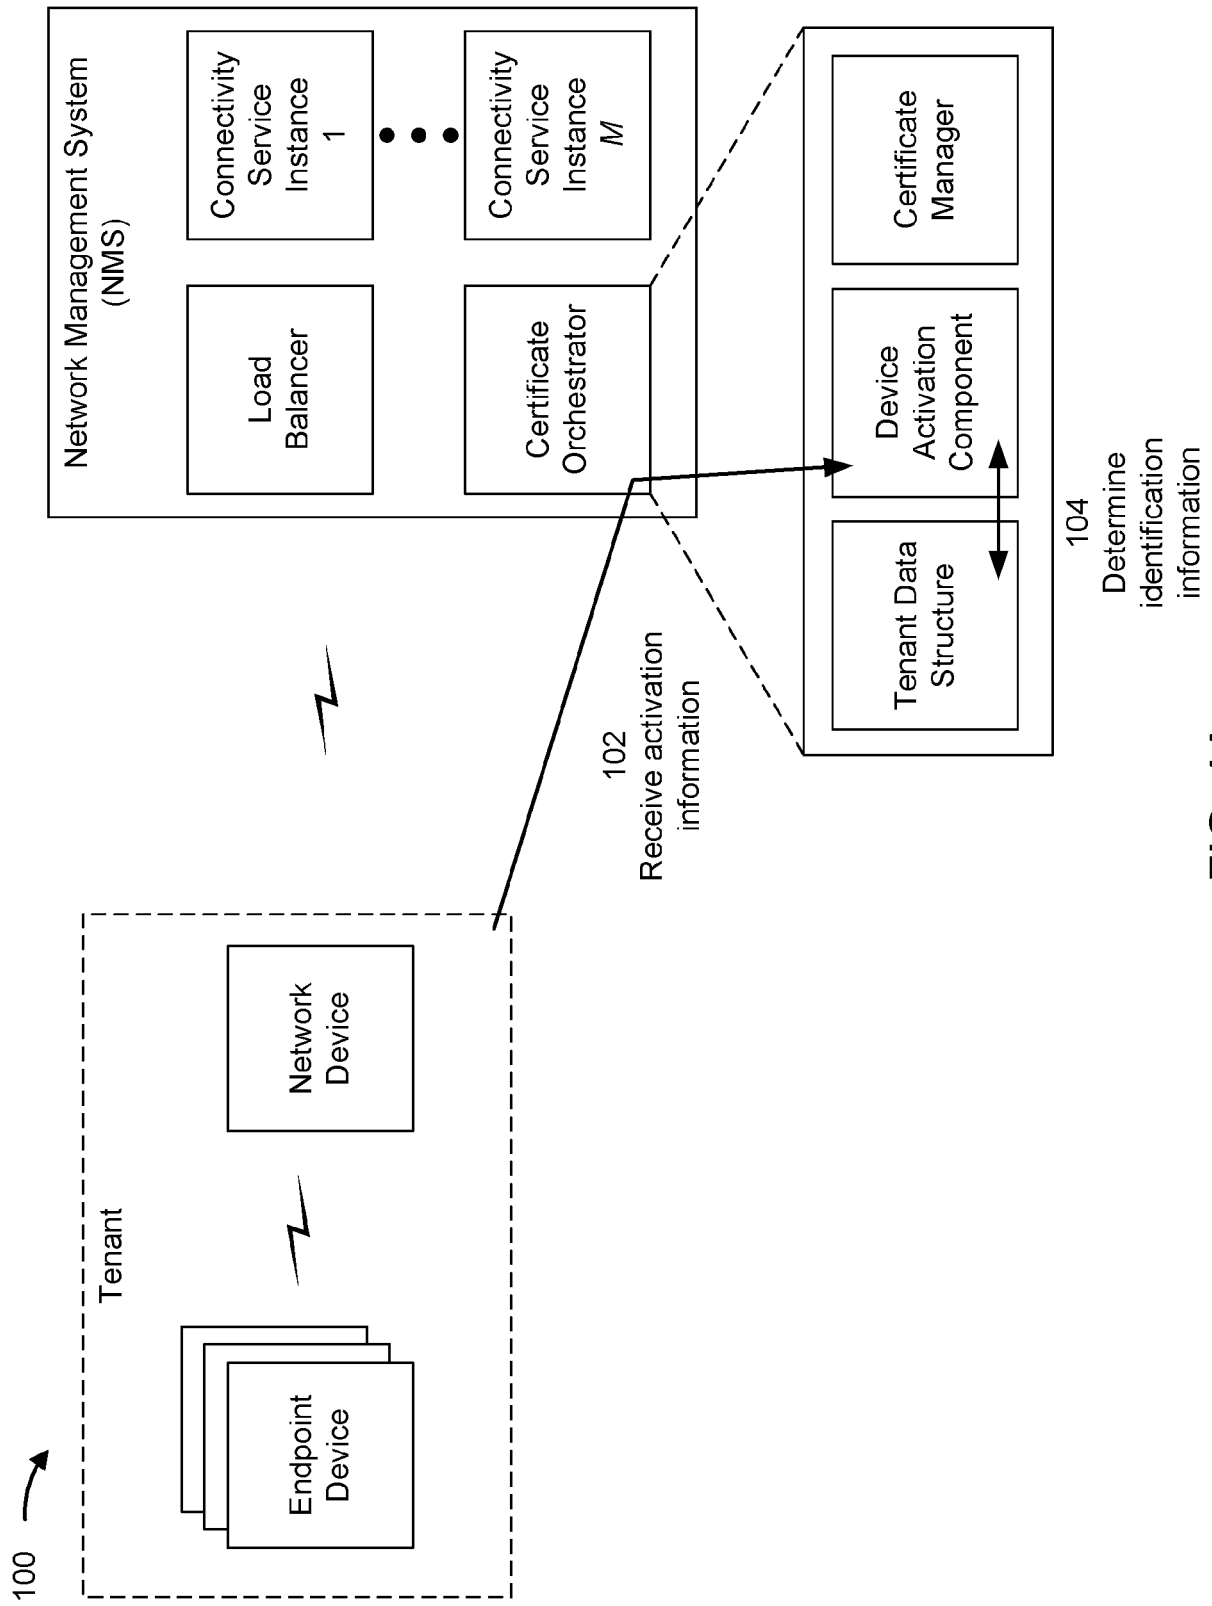 100
Tenant
Endpoint
Device
Network
Device
Network Management System
(NMS)
Load
Balancer
Connectivity
Service
Instance
1
Certificate
Orchestrator
Connectivity
Service
Instance
M
102
Receive activation
information
Tenant Data
Structure
Device
Activation
Component
Certificate
Manager
104
Determine
identification
information